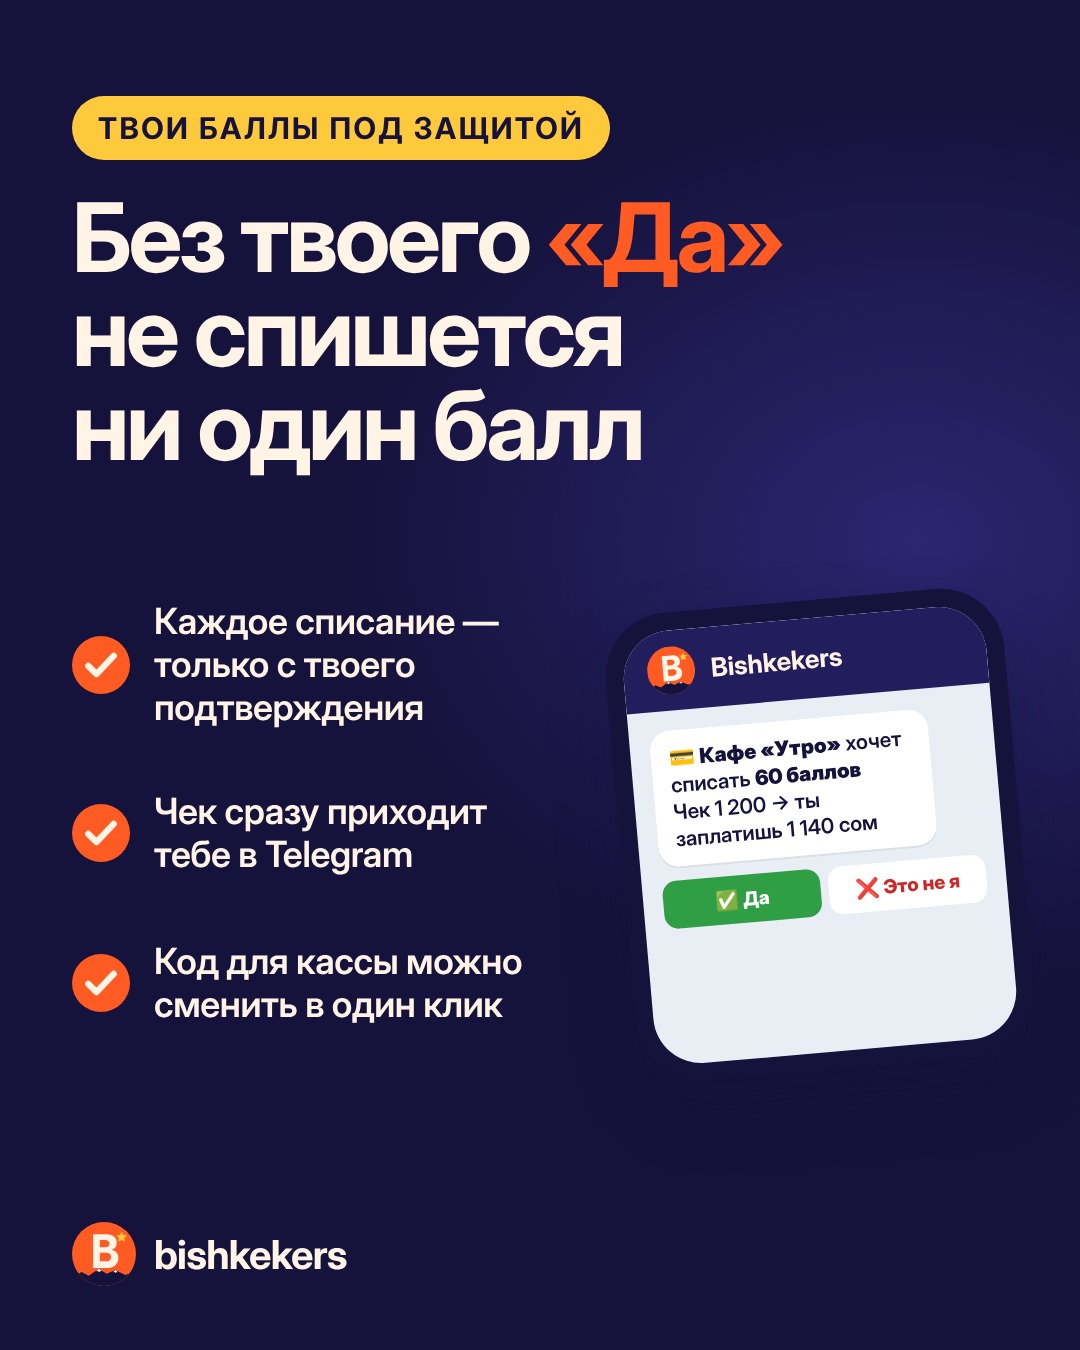 ТВОИ БАЛЛЫ ПОД ЗАЩИТОЙ
Без твоего «Да»
не спишется
ни один балл
Каждое списание —
только с твоего
подтверждения
Чек сразу приходит
тебе в Telegram
Код для кассы можно
сменить в один клик
B Bishkekers
💳 Кафе «Утро» хочет
списать 60 баллов
Чек 1 200 → ты
заплатишь 1 140 сом
✅ Да
❌ Это не я
B bishkekers